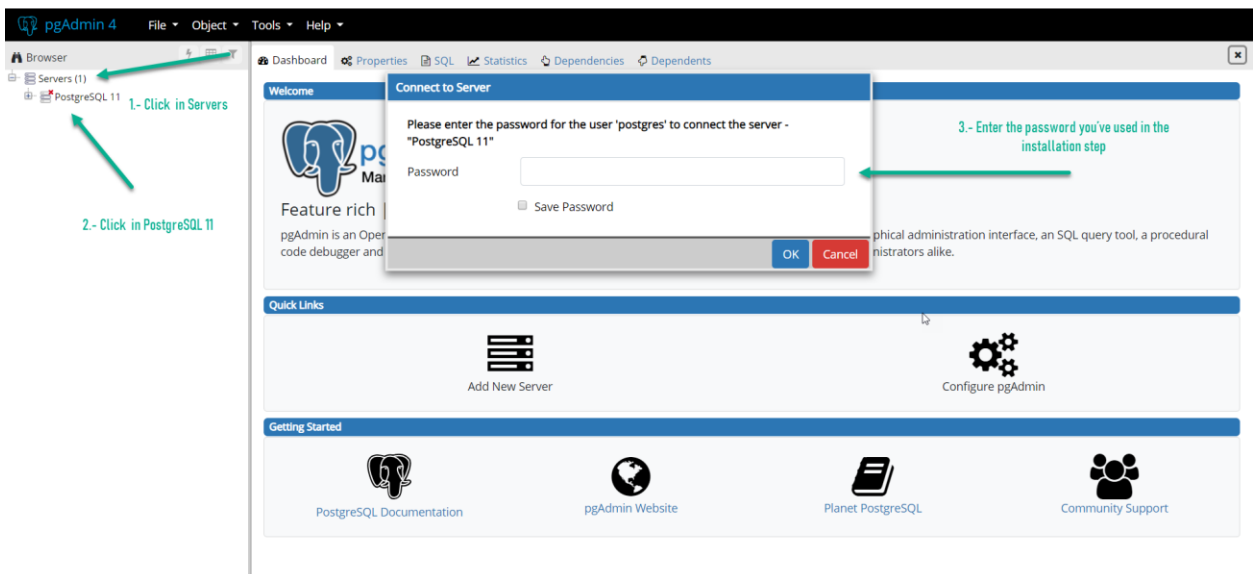 pgAdmin 4 File Object Tools Help
Browser
Dashboard Properties SQL Statistics Dependencies Dependents
Servers (1)
PostgreSQL 11
1.- Click in Servers
2.- Click in PostgreSQL 11
Welcome
Connect to Server
Please enter the password for the user 'postgres' to connect the server -
"PostgreSQL 11"
Password
Save Password
OK Cancel
3.- Enter the password you've used in the
installation step
Feature rich |
pgAdmin is an Open
phical administration interface, an SQL query tool, a procedural
code debugger and
nistrators alike.
Quick Links
Add New Server
Configure pgAdmin
Getting Started
PostgreSQL Documentation
pgAdmin Website
Planet PostgreSQL
Community Support